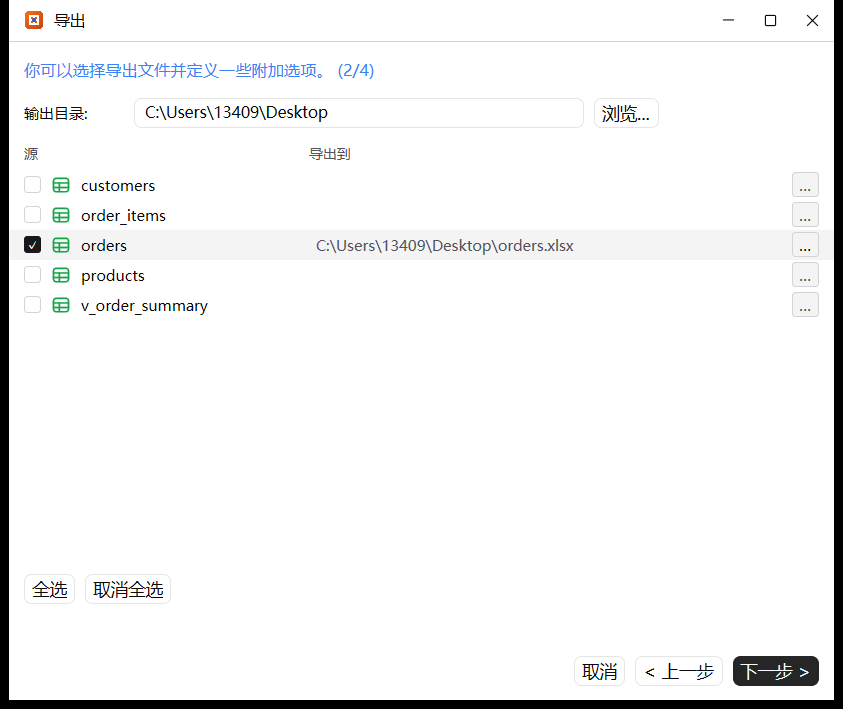 导出
你可以选择导出文件并定义一些附加选项。 (2/4)
输出目录: C:\Users\13409\Desktop 浏览...
源 导出到
customers ...
order_items ...
orders C:\Users\13409\Desktop\orders.xlsx ...
products ...
v_order_summary ...
全选 取消全选
取消 < 上一步 下一步 >